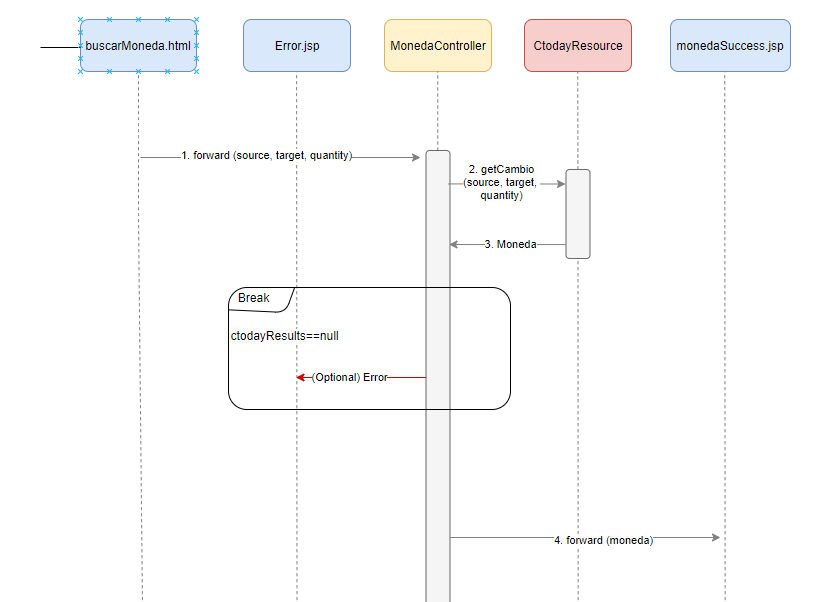 buscarMoneda.html
Error.jsp
MonedaController
CtodayResource
monedaSuccess.jsp
1. forward (source, target, quantity)
2. getCambio
(source, target,
quantity)
3. Moneda
Break
ctodayResults==null
(Optional) Error
4. forward (moneda)